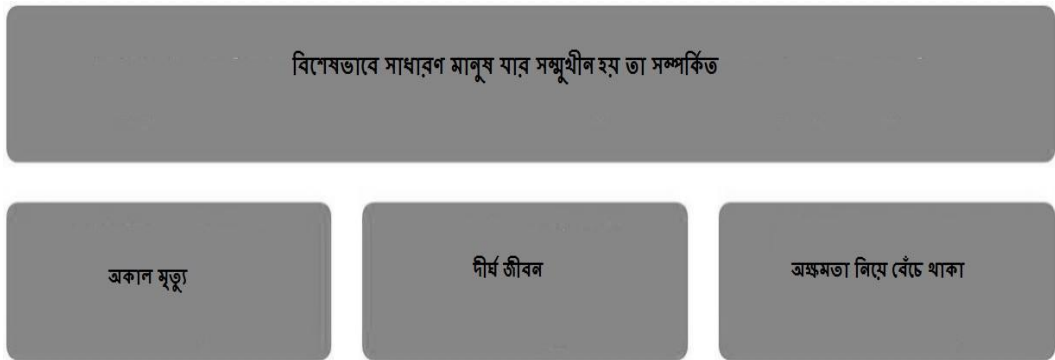 বিশেষভাবে সাধারণ মানুষ যার সম্মুখীন হয় তা সম্পর্কিত
অকাল মৃত্যু
দীর্ঘ জীবন
অক্ষমতা নিয়ে বেঁচে থাকা